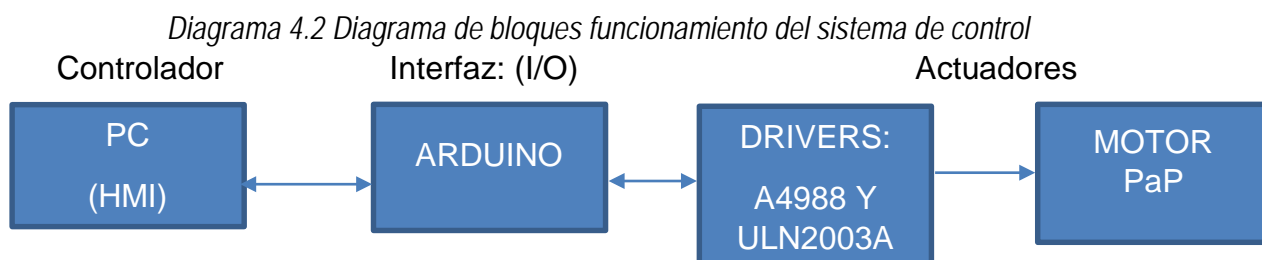 Diagrama 4.2 Diagrama de bloques funcionamiento del sistema de control
Controlador
Interfaz: (I/O)
Actuadores
PC
(HMI)
ARDUINO
DRIVERS:
A4988 Y
ULN2003A
MOTOR
PaP